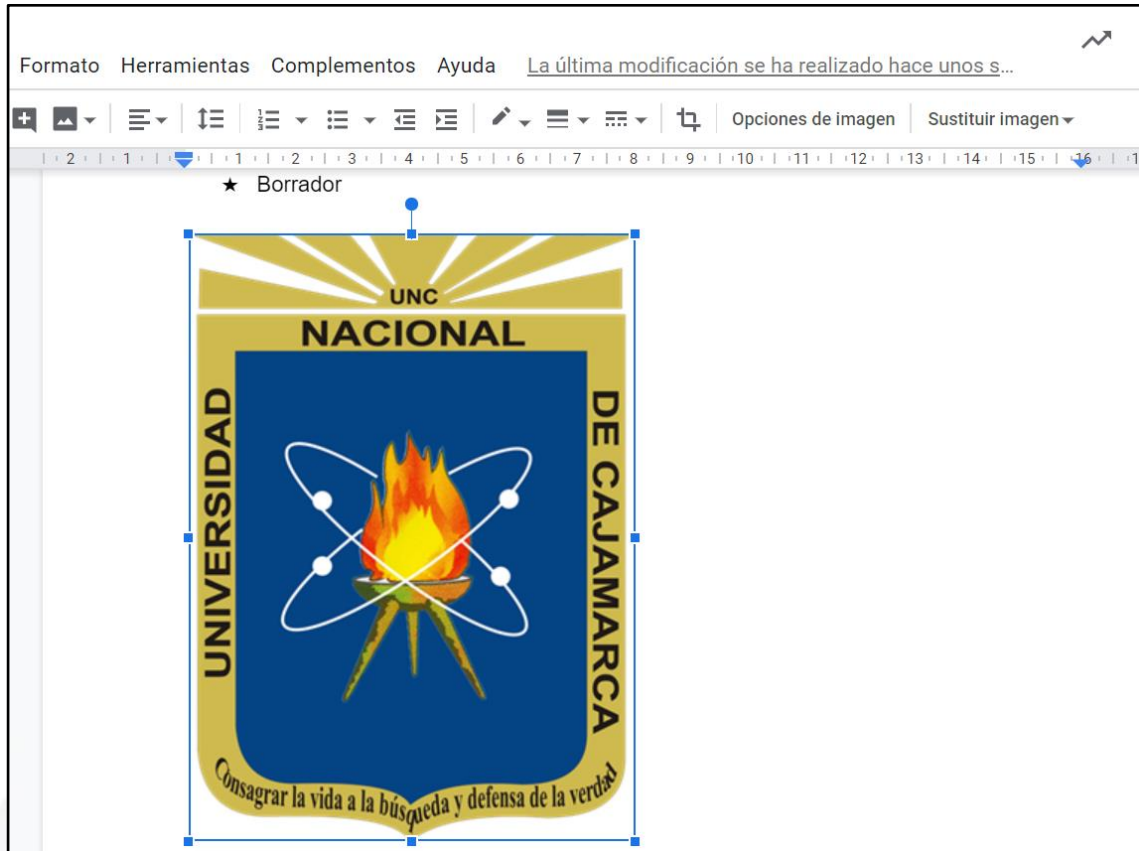 Formato Herramientas Complementos Ayuda La última modificación se ha realizado hace unos s...
Opciones de imagen Sustituir imagen
2 1 1 2 3 4 5 6 7 8 9 10 11 12 13 14 15 16 1
★ Borrador
UNC
NACIONAL
UNIVERSIDAD
DE CAJAMARCA
Consagrar la vida a la búsqueda y defensa de la verdad